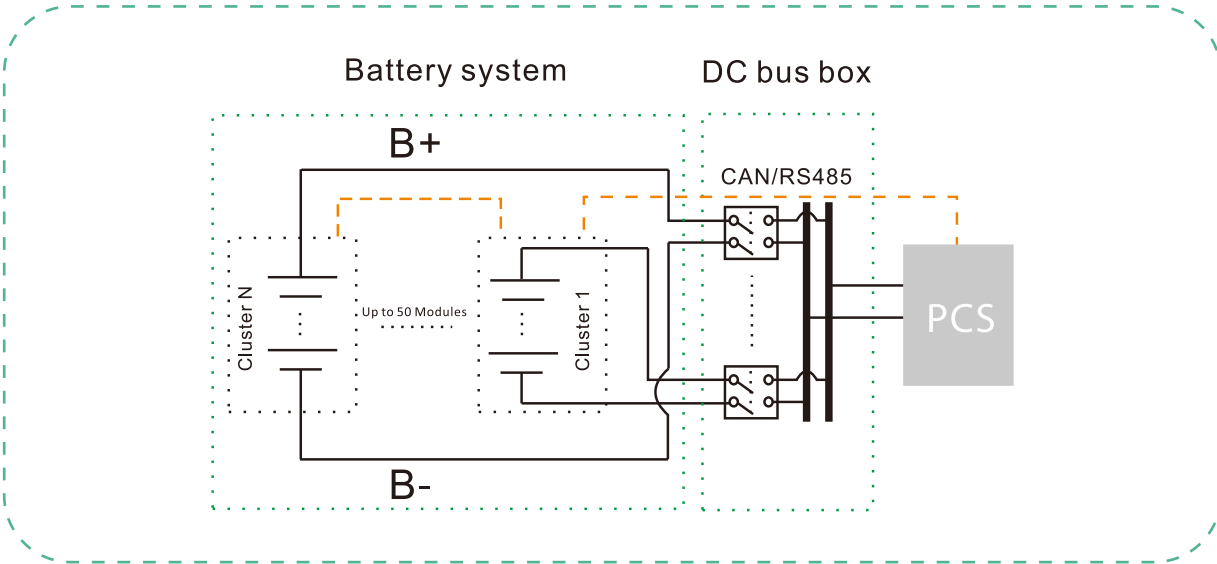 Battery system
DC bus box
B+
CAN/RS485
Cluster N
Up to 50 Modules
Cluster 1
PCS
B-